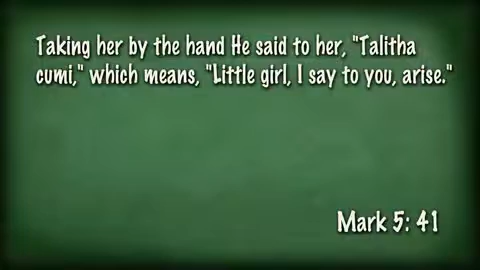 Taking her by the hand He said to her, "Talitha
cumi," which means, "Little girl, I say to you, arise."
Mark 5: 41